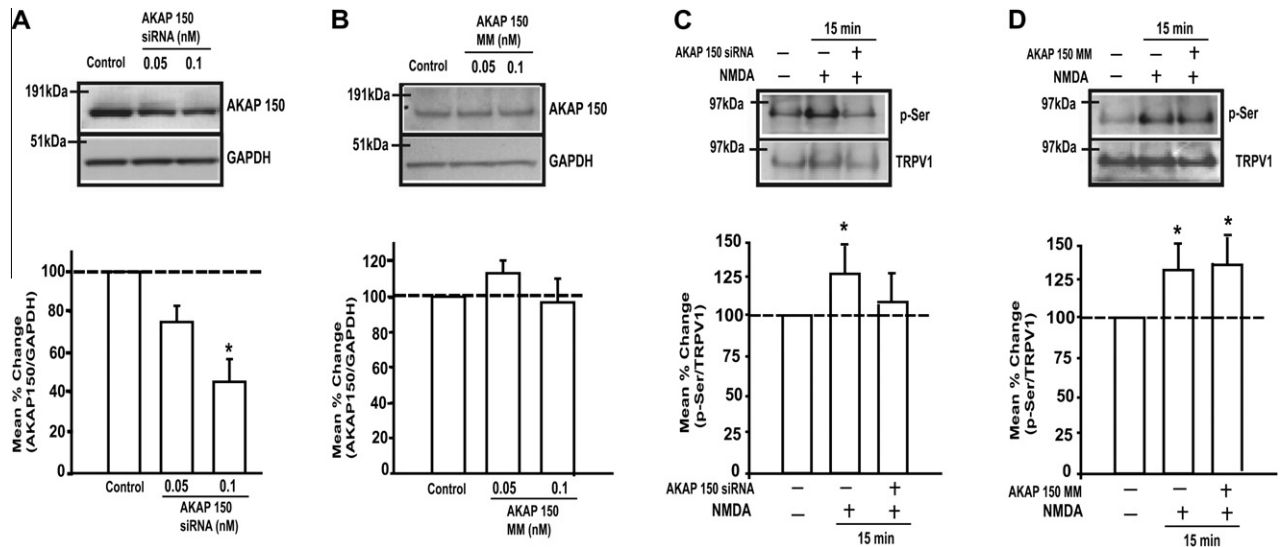 A
AKAP 150
siRNA (nM)
Control 0.05 0.1
191kDa
AKAP 150
51kDa
GAPDH
Mean % Change
(AKAP150/GAPDH)
100
80
60
40
20
0
Control 0.05 0.1
AKAP 150
siRNA (nM)
*
B
AKAP 150
MM (nM)
Control 0.05 0.1
191kDa
AKAP 150
51kDa
GAPDH
Mean % Change
(AKAP150/GAPDH)
120
100
80
60
40
20
0
Control 0.05 0.1
AKAP 150
MM (nM)
C
15 min
AKAP 150 siRNA – – +
NMDA – + +
97kDa
p-Ser
97kDa
TRPV1
Mean % Change
(p-Ser/TRPV1)
150
125
100
75
50
25
0
*
AKAP 150 siRNA – – +
NMDA – + +
15 min
D
15 min
AKAP 150 MM – – +
NMDA – + +
97kDa
p-Ser
97kDa
TRPV1
Mean % Change
(p-Ser/TRPV1)
150
125
100
125
50
25
0
* *
AKAP 150 MM – – +
NMDA – + +
15 min